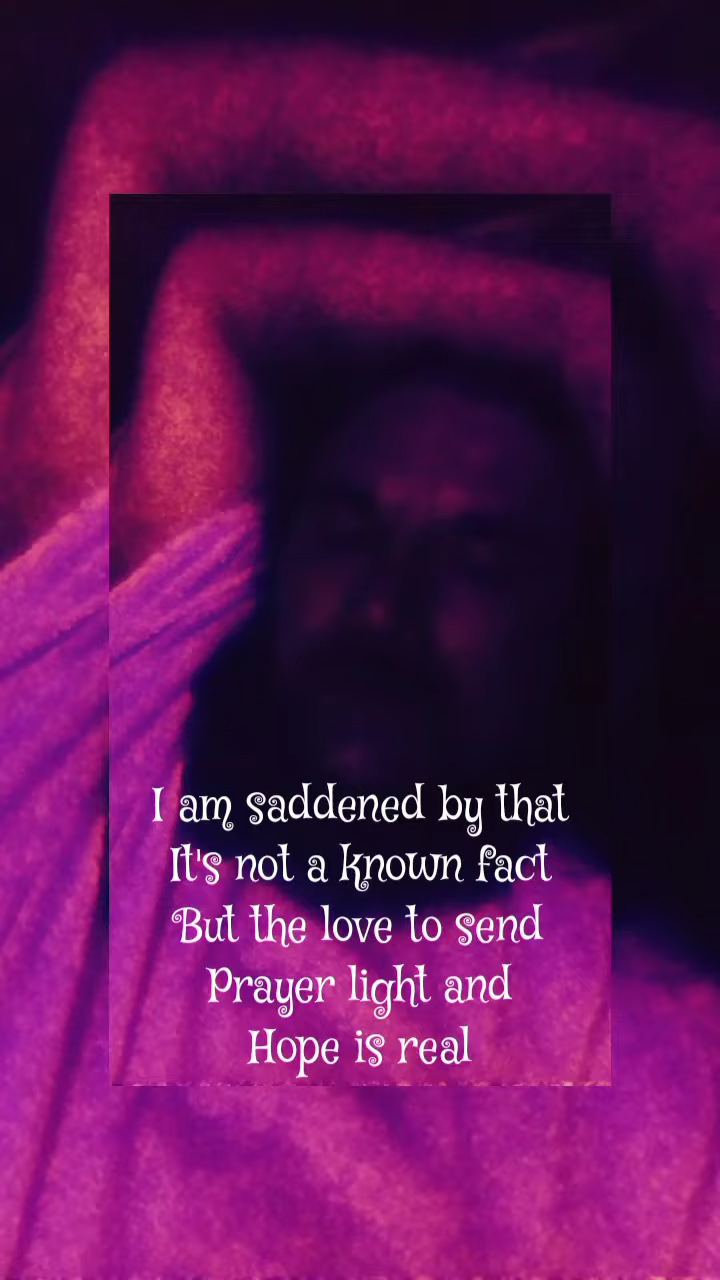 I am saddened by that
It's not a known fact
But the love to send
Prayer light and
Hope is real